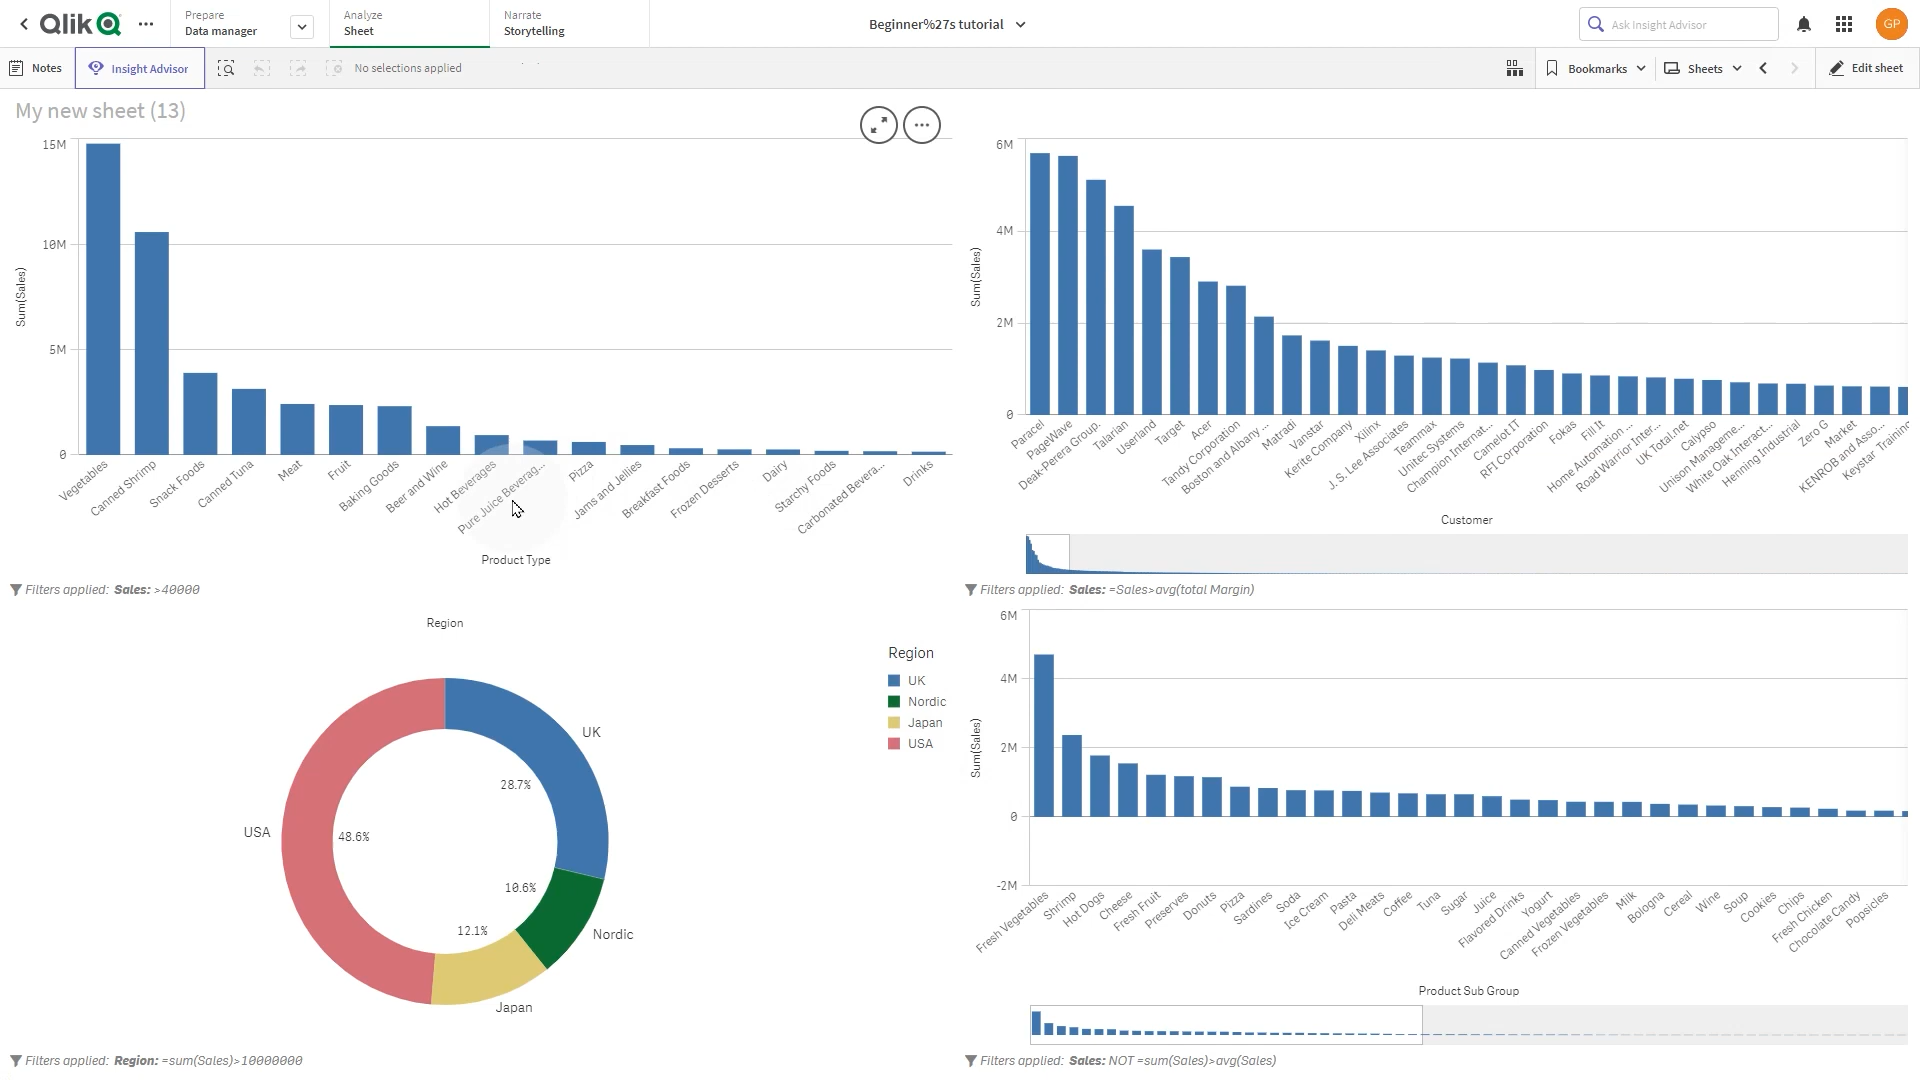 Qlik
Prepare
Data manager
Analyze
Sheet
Narrate
Storytelling
Beginner%27s tutorial
Ask Insight Advisor
GP
Notes
Insight Advisor
No selections applied
Bookmarks
Sheets
Edit sheet
My new sheet (13)
15M
10M
5M
0
Sum(Sales)
Vegetables
Canned Shrimp
Snack Foods
Canned Tuna
Meat
Fruit
Baking Goods
Beer and Wine
Hot Beverages
Pure Juice Beverag...
Pizza
Jams and Jellies
Breakfast Foods
Frozen Desserts
Dairy
Starchy Foods
Carbonated Bevera...
Drinks
Product Type
Filters applied: Sales: >40000
6M
4M
2M
0
Sum(Sales)
Paracel
PageWave
Deak-Perera Group.
Talarian
Userland
Target
Acer
Tandy Corporation
Boston and Albany ...
Matradi
Vanstar
Kerite Company
Xilinx
J. S. Lee Associates
Teammax
Unitec Systems
Champion Internat...
Camelot IT
RFI Corporation
Fokas
Fill It
Home Automation ...
Road Warrior Inter...
UK Total.net
Calypso
Unison Manageme...
White Oak Interact...
Henning Industrial
Zero G
Market
KENROB and Asso...
Keystar Training
Customer
Filters applied: Sales: =Sales>avg(total Margin)
Region
UK
28.7%
Nordic
10.6%
Japan
12.1%
USA
48.6%
Region
UK
Nordic
Japan
USA
Filters applied: Region: =sum(Sales)>10000000
6M
4M
2M
0
-2M
Sum(Sales)
Fresh Vegetables
Shrimp
Hot Dogs
Cheese
Fresh Fruit
Preserves
Donuts
Pizza
Sardines
Soda
Ice Cream
Pasta
Deli Meats
Coffee
Tuna
Sugar
Juice
Flavored Drinks
Yogurt
Canned Vegetables
Frozen Vegetables
Milk
Bologna
Cereal
Wine
Soup
Cookies
Chips
Fresh Chicken
Chocolate Candy
Popsicles
Product Sub Group
Filters applied: Sales: NOT =sum(Sales)>avg(Sales)